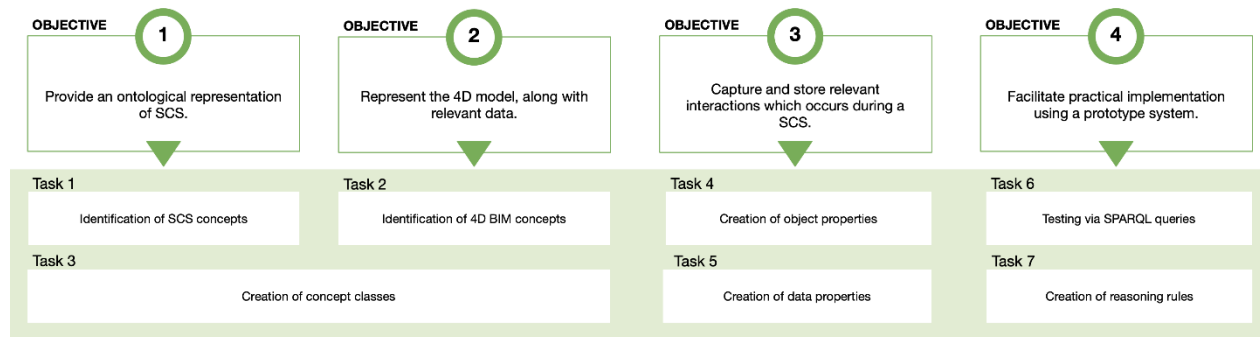 OBJECTIVE 1
Provide an ontological representation
of SCS.
OBJECTIVE 2
Represent the 4D model, along with
relevant data.
OBJECTIVE 3
Capture and store relevant
interactions which occurs during a
SCS.
OBJECTIVE 4
Facilitate practical implementation
using a prototype system.
Task 1
Identification of SCS concepts
Task 2
Identification of 4D BIM concepts
Task 3
Creation of concept classes
Task 4
Creation of object properties
Task 5
Creation of data properties
Task 6
Testing via SPARQL queries
Task 7
Creation of reasoning rules